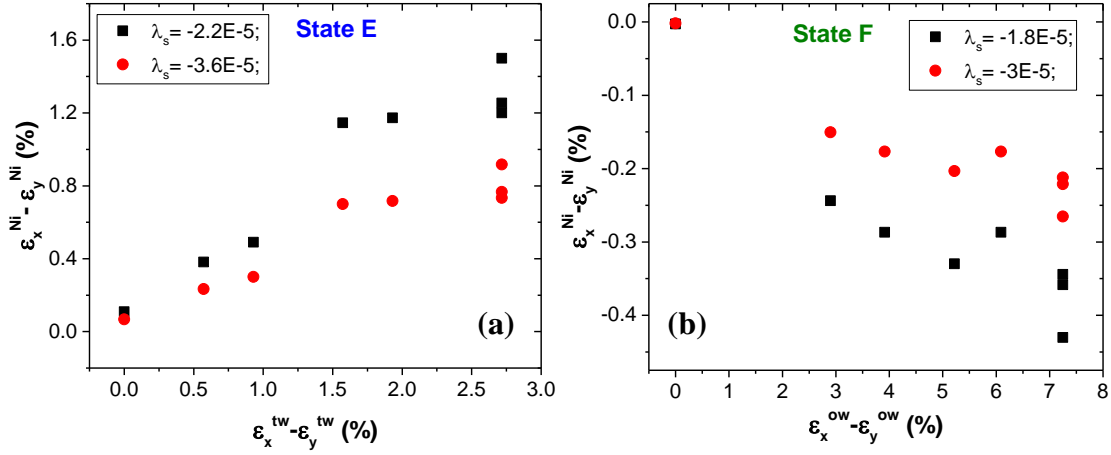 State E
λs= -2.2E-5;
λs= -3.6E-5;
1.6
1.2
0.8
0.4
0.0
εxNi- εyNi (%)
(a)
0.0 0.5 1.0 1.5 2.0 2.5 3.0
εxtw-εytw (%)
State F
λs= -1.8E-5;
λs= -3E-5;
0.0
-0.1
-0.2
-0.3
-0.4
εxNi-εyNi (%)
(b)
0 1 2 3 4 5 6 7 8
εxow-εyow (%)